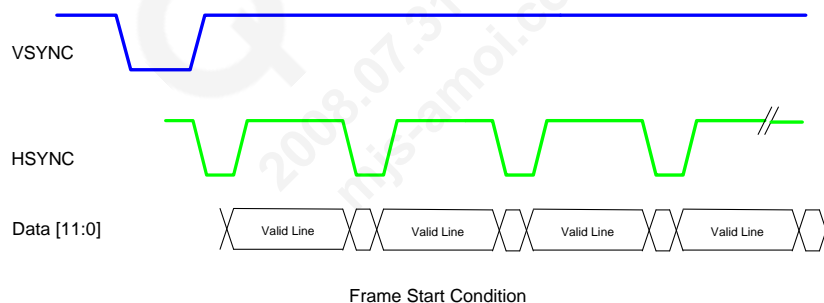 VSYNC
HSYNC
Data [11:0]
Valid Line
Valid Line
Valid Line
Valid Line
Frame Start Condition
2008.07.31